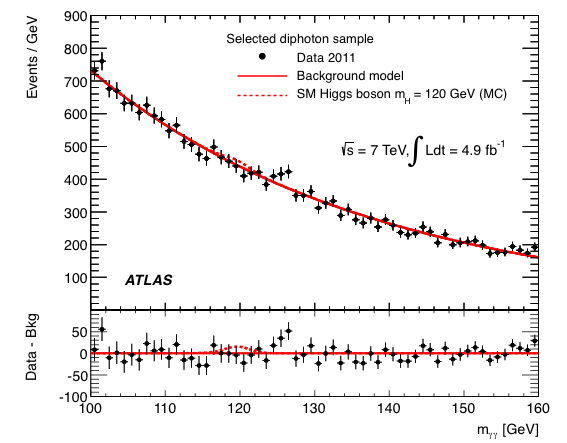 Events / GeV
900
800
700
600
500
400
300
200
100
Selected diphoton sample
Data 2011
Background model
SM Higgs boson m_H = 120 GeV (MC)
√s = 7 TeV, ∫ Ldt = 4.9 fb⁻¹
ATLAS
Data - Bkg
50
0
-50
-100
100 110 120 130 140 150 160
m_γγ [GeV]